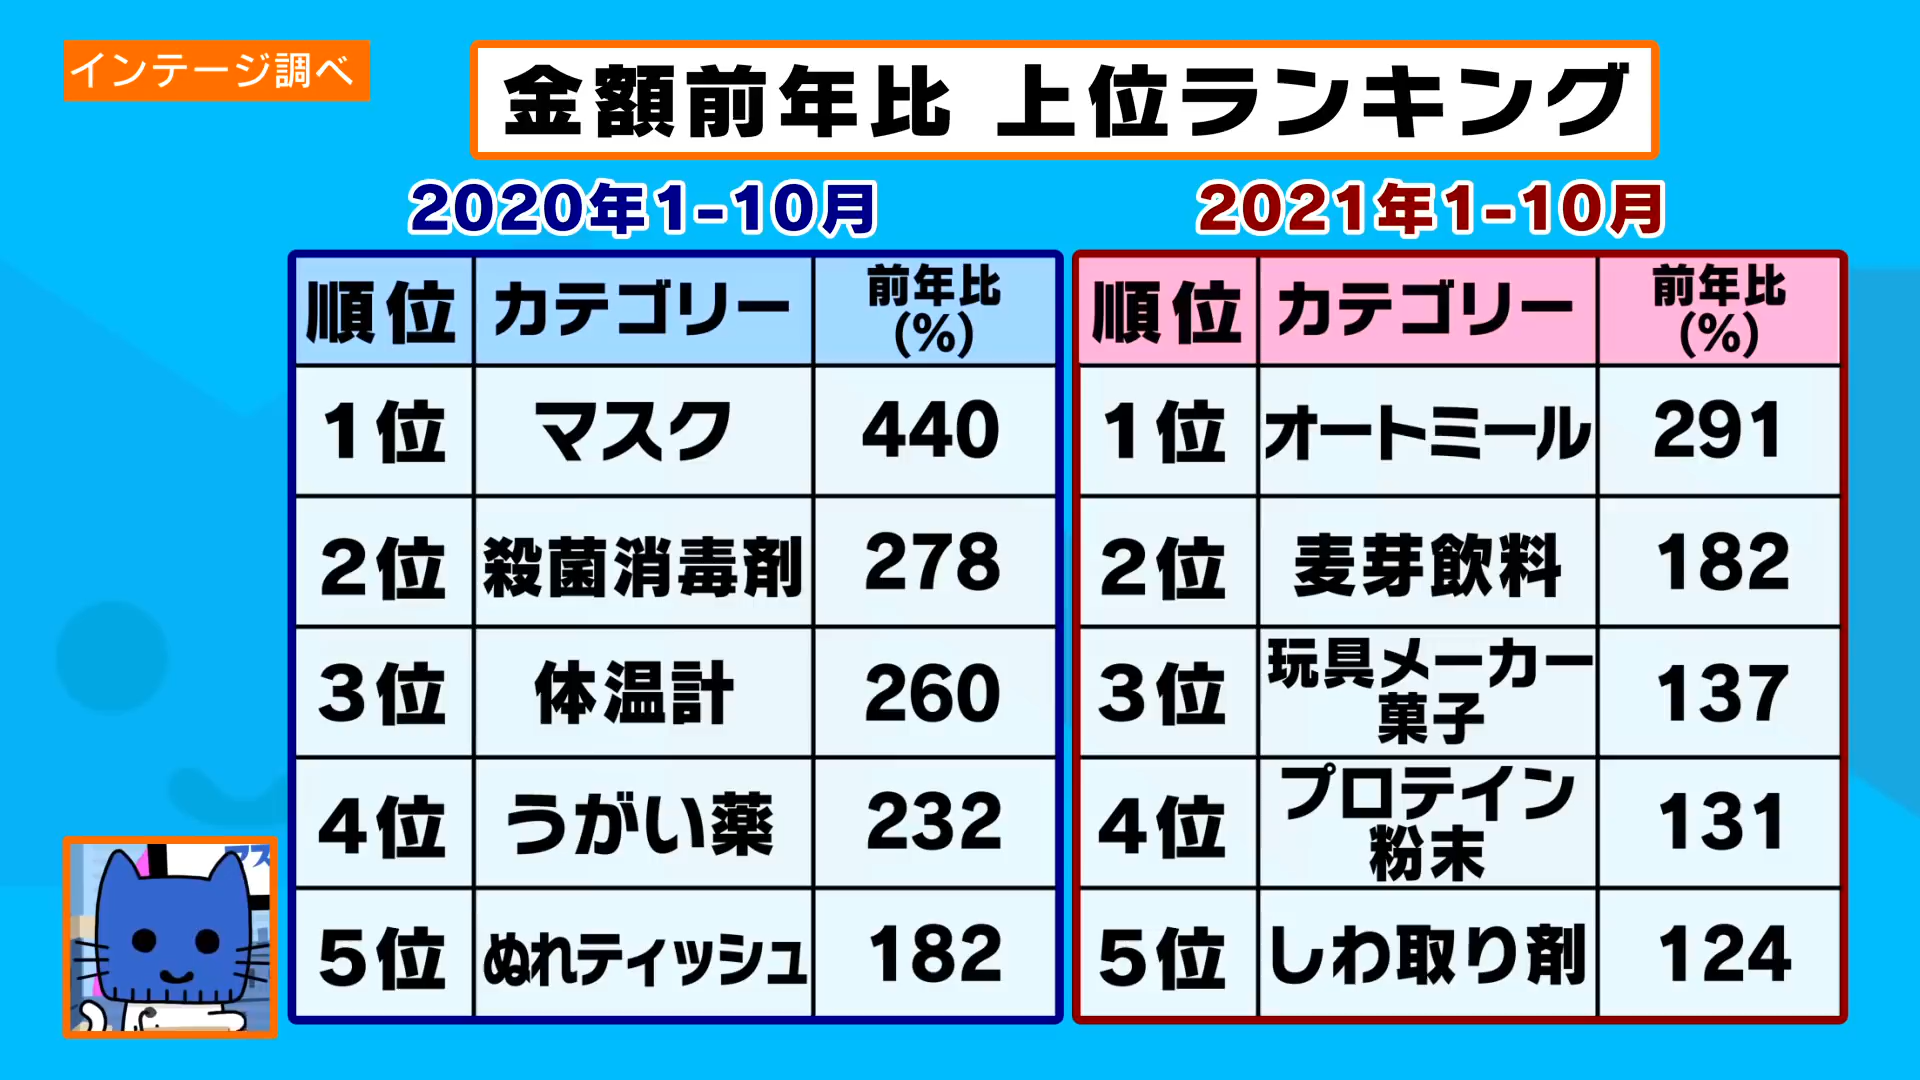 インテージ調べ
金額前年比 上位ランキング
2020年1-10月
順位 カテゴリー 前年比
(%)
1位 マスク 440
2位 殺菌消毒剤 278
3位 体温計 260
4位 うがい薬 232
5位 ぬれティッシュ 182
2021年1-10月
順位 カテゴリー 前年比
(%)
1位 オートミール 291
2位 麦芽飲料 182
3位 玩具メーカー
菓子 137
4位 プロテイン
粉末 131
5位 しわ取り剤 124